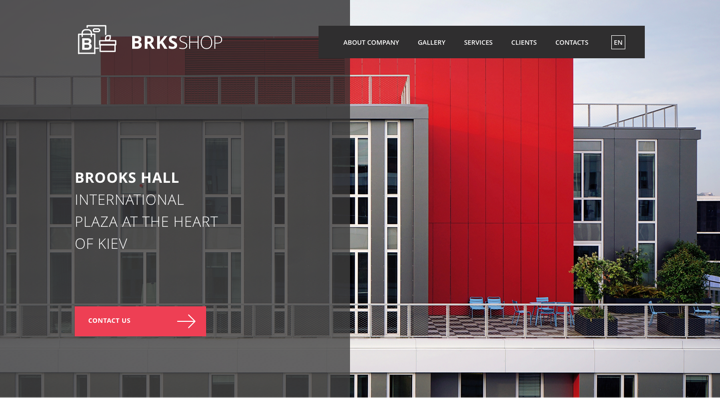 B
BRKSSHOP
ABOUT COMPANY
GALLERY
SERVICES
CLIENTS
CONTACTS
EN
BROOKS HALL
INTERNATIONAL
PLAZA AT THE HEART
OF KIEV
CONTACT US